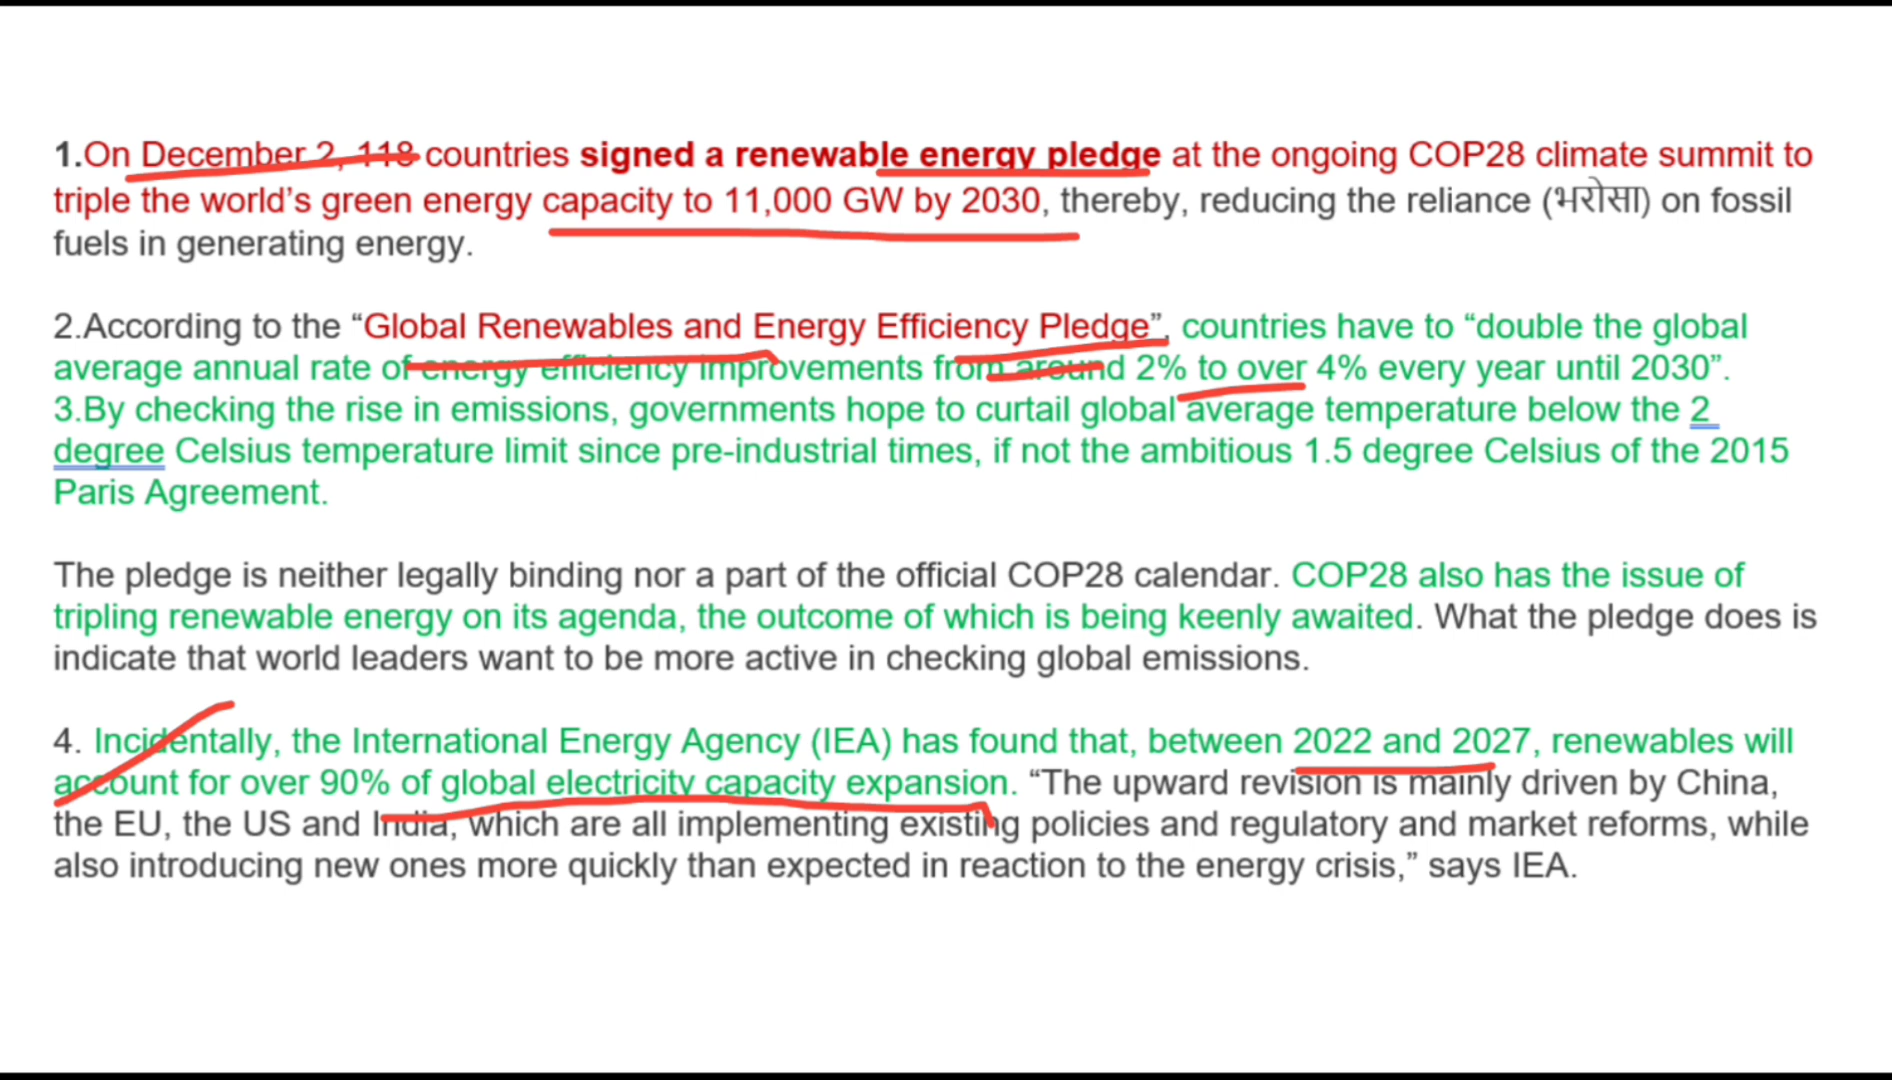 1.On December 2, 118 countries signed a renewable energy pledge at the ongoing COP28 climate summit to
triple the world’s green energy capacity to 11,000 GW by 2030, thereby, reducing the reliance (भरोसा) on fossil
fuels in generating energy.
2.According to the “Global Renewables and Energy Efficiency Pledge”, countries have to “double the global
average annual rate of energy efficiency improvements from around 2% to over 4% every year until 2030”.
3.By checking the rise in emissions, governments hope to curtail global average temperature below the 2
degree Celsius temperature limit since pre-industrial times, if not the ambitious 1.5 degree Celsius of the 2015
Paris Agreement.
The pledge is neither legally binding nor a part of the official COP28 calendar. COP28 also has the issue of
tripling renewable energy on its agenda, the outcome of which is being keenly awaited. What the pledge does is
indicate that world leaders want to be more active in checking global emissions.
4. Incidentally, the International Energy Agency (IEA) has found that, between 2022 and 2027, renewables will
account for over 90% of global electricity capacity expansion. “The upward revision is mainly driven by China,
the EU, the US and India, which are all implementing existing policies and regulatory and market reforms, while
also introducing new ones more quickly than expected in reaction to the energy crisis,” says IEA.